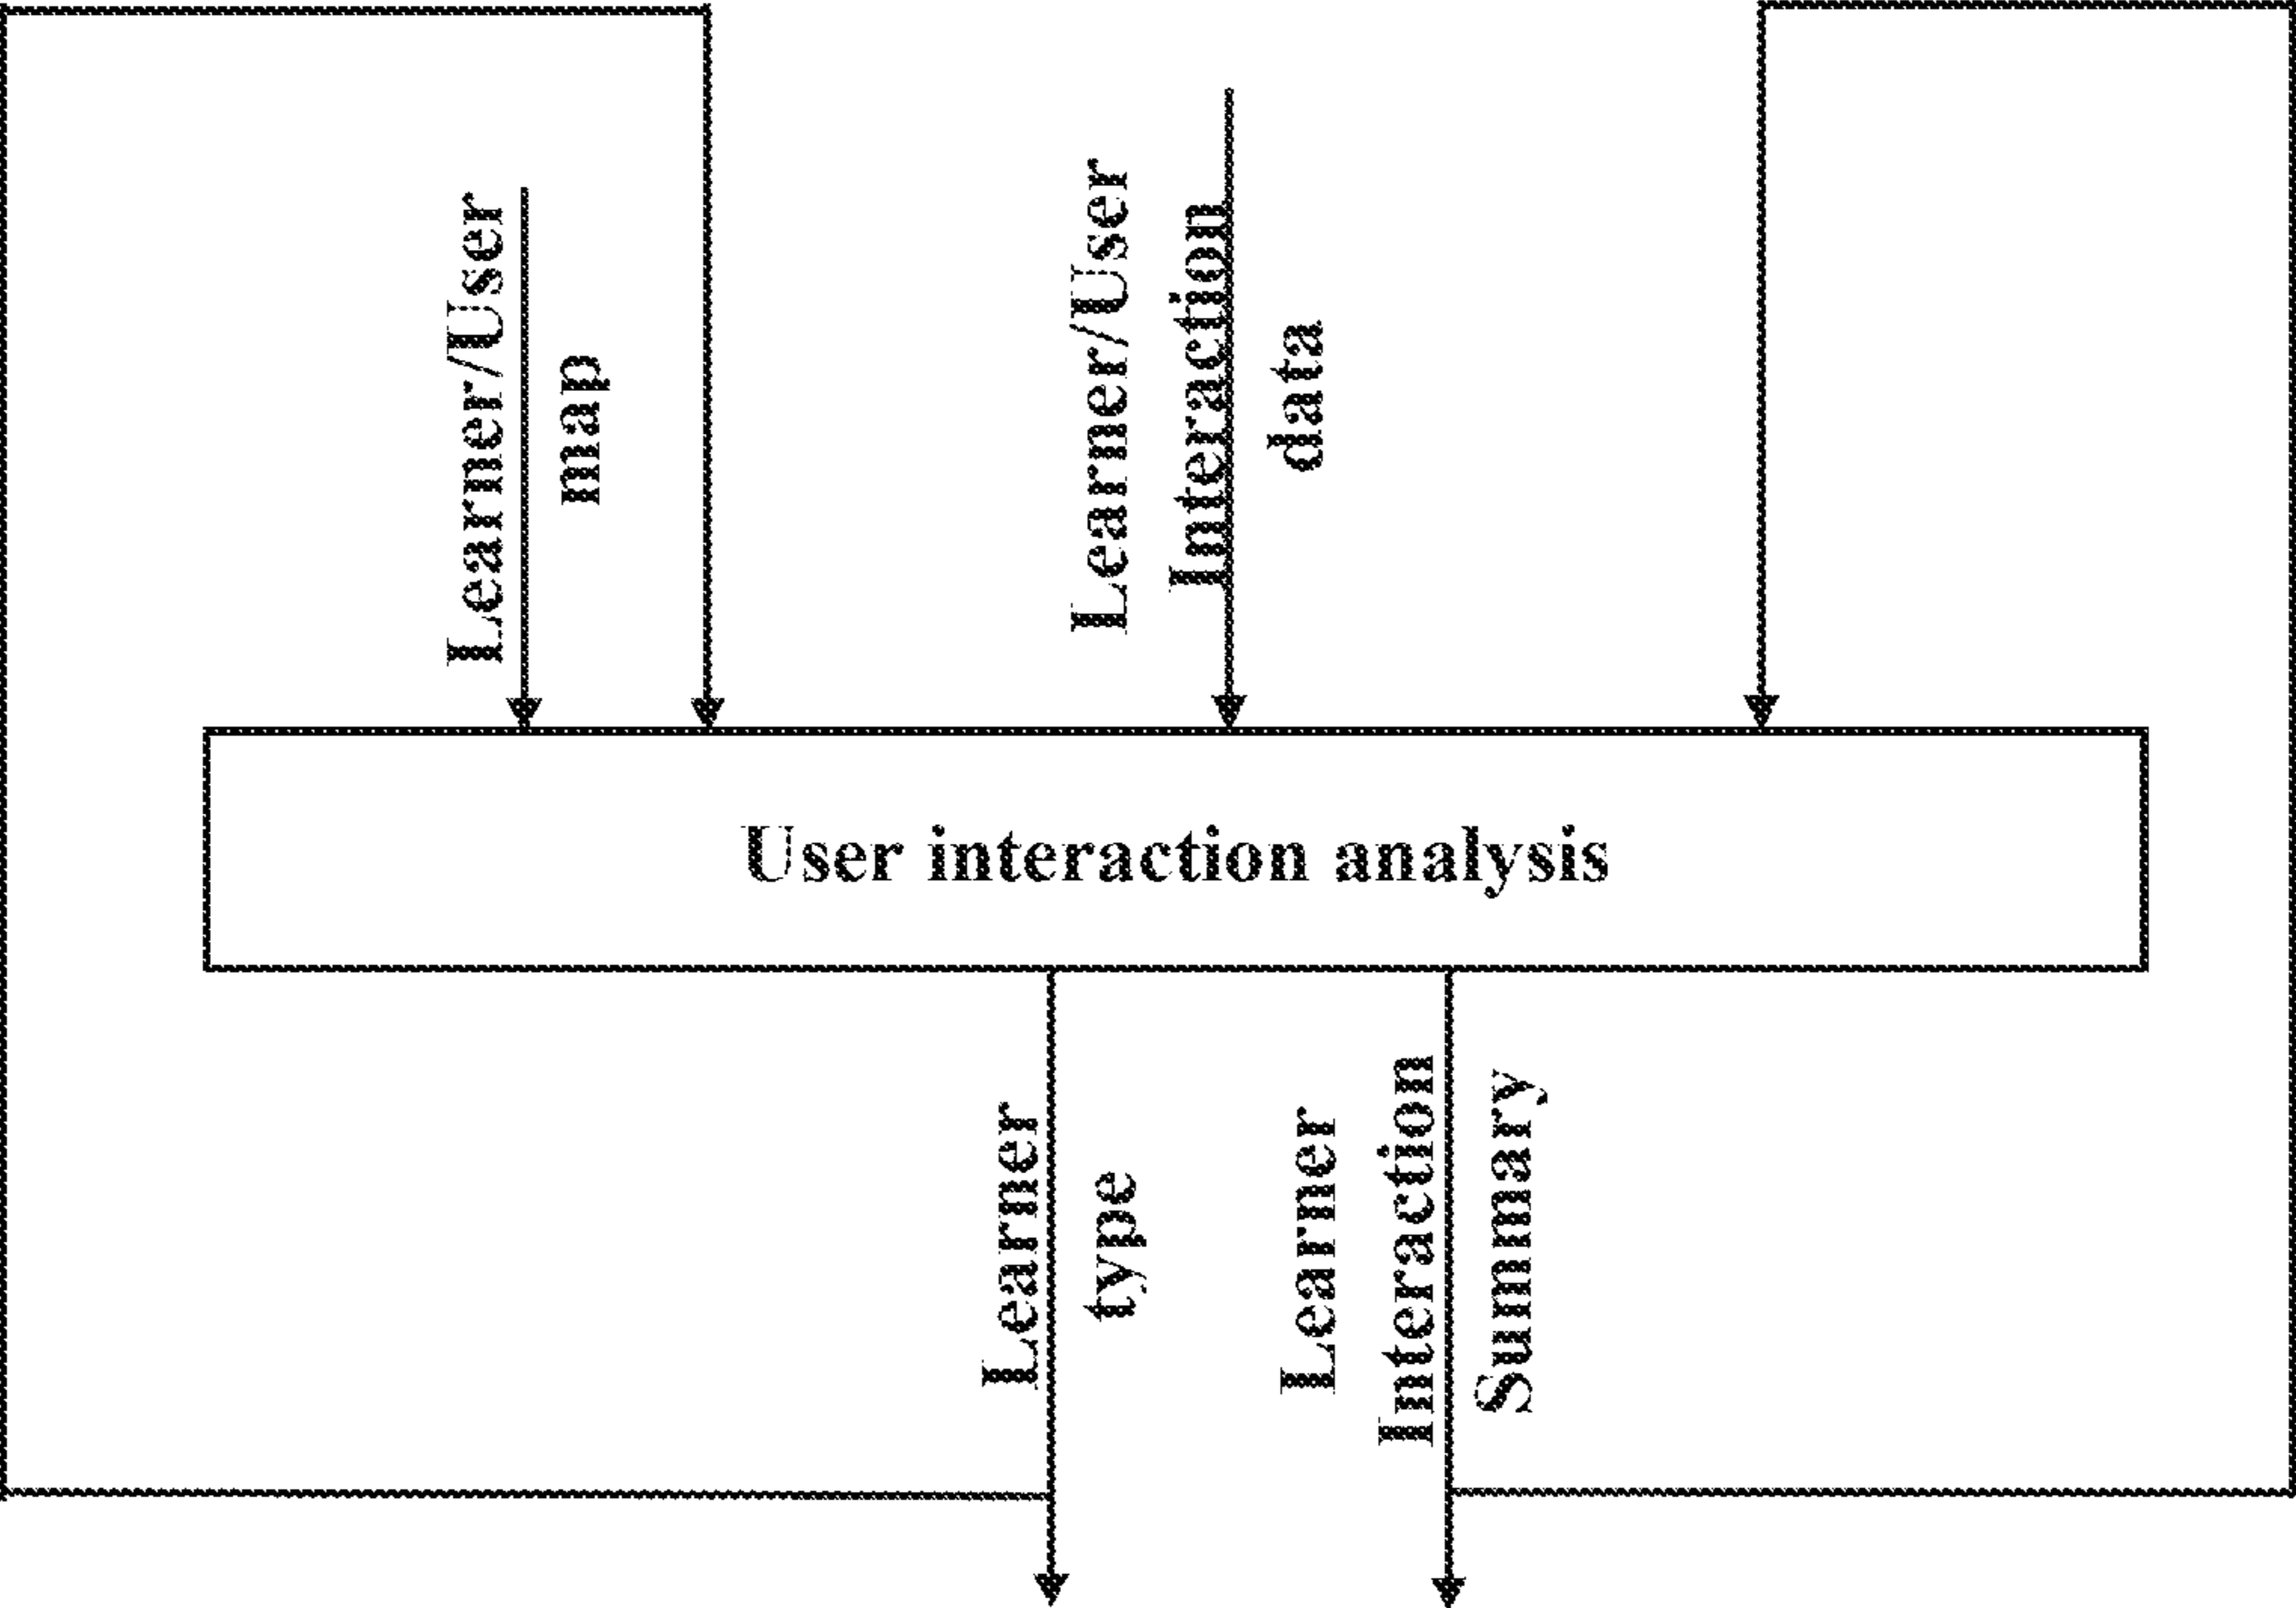 Learner/User
map
Learner/User
Interaction
data
User interaction analysis
Learner
type
Learner
Interaction
Summary